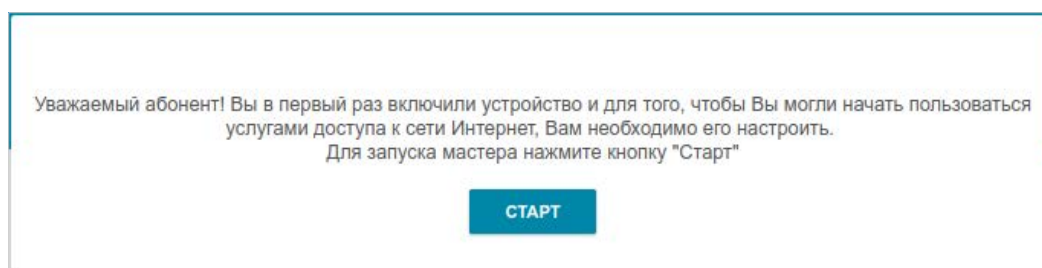 Уважаемый абонент! Вы в первый раз включили устройство и для того, чтобы Вы могли начать пользоваться
услугами доступа к сети Интернет, Вам необходимо его настроить.
Для запуска мастера нажмите кнопку "Старт"
СТАРТ